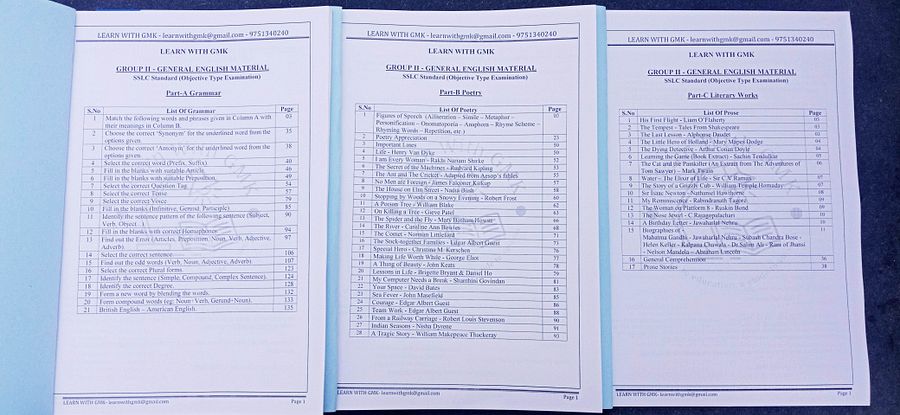 LEARN WITH GMK - learnwithgmk@gmail.com - 9751340240
LEARN WITH GMK
GROUP II - GENERAL ENGLISH MATERIAL
SSLC Standard (Objective Type Examination)
Part-A Grammar
S.No List Of Grammar Page
1 Match the following words and phrases given in Column A with 03
their meanings in Column B.
2 Choose the correct 'Synonym' for the underlined word from the 35
options given
3 Choose the correct 'Antonym' for the underlined word from the 38
options given
4 Select the correct word (Prefix, Suffix) 40
5 Fill in the blanks with suitable Article. 46
6 Fill in the blanks with suitable Preposition. 49
7 Select the correct Question Tag 54
8 Select the correct Tense 57
9 Select the correct Voice 79
10 Fill in the blanks (Infinitive, Gerund, Participle) 85
11 Identify the sentence pattern of the following sentence (Subject, 90
Verb, Object...)
12 Fill in the blanks with correct Homophones 94
13 Find out the Error (Articles, Preposition, Noun, Verb, Adjective, 97
Adverb)
14 Select the correct sentence 106
15 Find out the odd words (Verb, Noun, Adjective, Adverb) 107
16 Select the correct Plural forms 123
17 Identify the sentence (Simple, Compound, Complex Sentence) 124
18 Identify the correct Degree. 128
19 Form a new word by blending the words. 132
20 Form compound words (eg: Noun+Verb, Gerund+Noun). 133
21 British English – American English. 135
LEARN WITH GMK- learnwithgmk@gmail.com Page 1
LEARN WITH GMK - learnwithgmk@gmail.com - 9751340240
LEARN WITH GMK
GROUP II - GENERAL ENGLISH MATERIAL
SSLC Standard (Objective Type Examination)
Part-B Poetry
S.No List Of Poetry Page
1 Figures of Speech (Alliteration – Simile – Metaphor – 03
Personification – Onomatopoeia – Anaphora – Rhyme Scheme –
Rhyming Words – Repetition, etc.)
2 Poetry Appreciation 23
3 Important Lines 50
4 Life - Henry Van Dyke 50
5 I am Every Woman - Rakhi Nariani Shirke 52
6 The Secret of the Machines - Rudyard Kipling 53
7 The Ant and The Cricket - Adapted from Aesop's fables 55
8 No Men are Foreign - James Falconer Kirkup 57
9 The House on Elm Street - Nadia Bush
10 Stopping by Woods on a Snowy Evening - Robert Frost 60
11 A Poison Tree - William Blake 62
12 On Killing a Tree - Gieve Patel 63
13 The Spider and the Fly - Mary Botham Howitt 66
14 The River - Caroline Ann Bowles
15 The Comet - Norman Littleford 71
16 The Stick-together Families - Edgar Albert Guest 73
17 Special Hero - Christina M. Kerschen
18 Making Life Worth While - George Eliot 77
19 A Thing of Beauty - John Keats 78
20 Lessons in Life - Brigette Bryant & Daniel Ho 79
21 My Computer Needs a Break - Shanthini Govindan 81
22 Your Space - David Bates 83
23 Sea Fever - John Masefield 85
24 Courage - Edgar Albert Guest 86
25 Team Work - Edgar Albert Guest 88
26 From a Railway Carriage - Robert Louis Stevenson 90
27 Indian Seasons - Nisha Dyrene 91
28 A Tragic Story - William Makepeace Thackeray 93
LEARN WITH GMK- learnwithgmk@gmail.com Page 1
LEARN WITH GMK - learnwithgmk@gmail.com - 9751340240
LEARN WITH GMK
GROUP II - GENERAL ENGLISH MATERIAL
SSLC Standard (Objective Type Examination)
Part-C Literary Works
S.No List Of Prose Page
1 His First Flight - Liam O'Flaherty 03
2 The Tempest - Tales From Shakespeare 03
3 The Last Lesson - Alphonse Daudet 03
4 The Little Hero of Holland - Mary Mapes Dodge 04
5 The Dying Detective - Arthur Conan Doyle 04
6 Learning the Game (Book Extract) - Sachin Tendulkar 05
7 The Cat and the Painkiller (An Extract from The Adventures of 06
Tom Sawyer) – Mark Twain
8 Water – The Elixir of Life - Sir C.V Raman
9 The Story of a Grizzly Cub - William Temple Hornaday 07
10 Sir Isaac Newton - Nathaniel Hawthorne 08
11 My Reminiscence - Rabindranath Tagore 09
12 The Woman on Platform 8 - Ruskin Bond 09
13 The Nose Jewel - C.Rajagopalachari 10
14 A Birthday Letter - Jawaharlal Nehru
15 Biographies of – 11
Mahatma Gandhi - Jawaharlal Nehru - Subash Chandra Bose -
Helen Keller - Kalpana Chawla - Dr.Salim Ali - Rani of Jhansi
- Nelson Mandela - Abraham Lincoln
16 General Comprehension 36
17 Prose Stories 38
LEARN WITH GMK- learnwithgmk@gmail.com Page 1